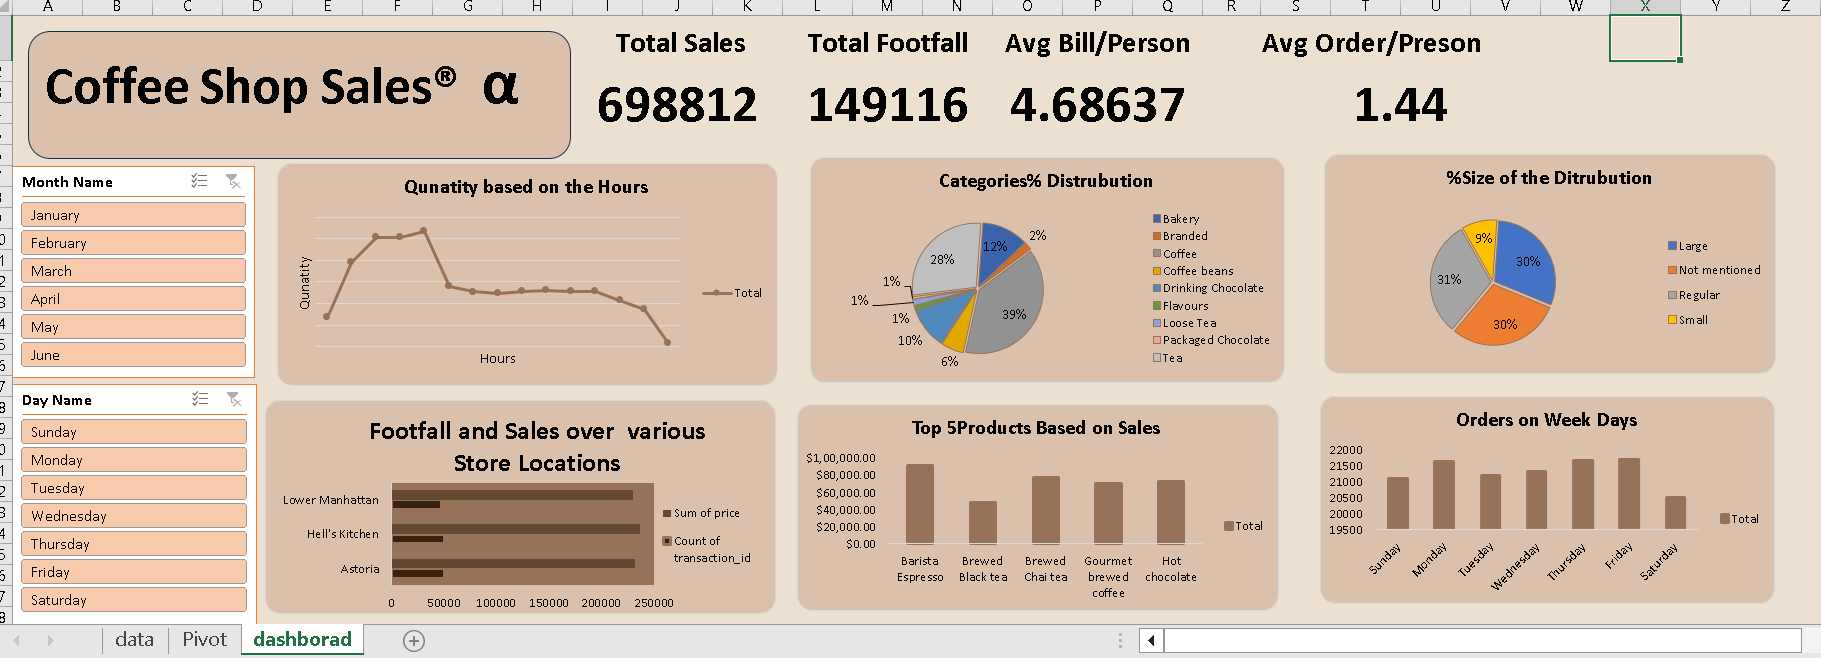 A B C D E F G H I J K L M N O P Q R S T U V W X Y Z
Coffee Shop Sales® α
Total Sales
698812
Total Footfall
149116
Avg Bill/Person
4.68637
Avg Order/Preson
1.44
Month Name
January
February
March
April
May
June
Day Name
Sunday
Monday
Tuesday
Wednesday
Thursday
Friday
Saturday
Qunatity based on the Hours
Qunatity
Hours
Total
Categories% Distrubution
12%
2%
39%
6%
10%
1%
1%
1%
28%
Bakery
Branded
Coffee
Coffee beans
Drinking Chocolate
Flavours
Loose Tea
Packaged Chocolate
Tea
%Size of the Ditrubution
9%
30%
31%
30%
Large
Not mentioned
Regular
Small
Footfall and Sales over various
Store Locations
Lower Manhattan
Hell's Kitchen
Astoria
0 50000 100000 150000 200000 250000
Sum of price
Count of
transaction_id
Top 5Products Based on Sales
$1,00,000.00
$80,000.00
$60,000.00
$40,000.00
$20,000.00
$0.00
Barista
Espresso
Brewed
Black tea
Brewed
Chai tea
Gourmet
brewed
coffee
Hot
chocolate
Total
Orders on Week Days
22000
21500
21000
20500
20000
19500
Sunday
Monday
Tuesday
Wednesday
Thursday
Friday
Saturday
Total
data Pivot dashborad